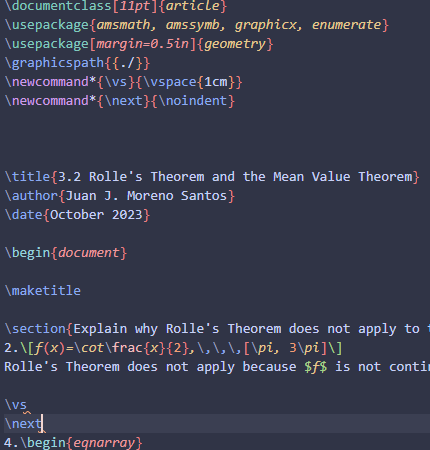 \documentclass[11pt]{article}
\usepackage{amsmath, amssymb, graphicx, enumerate}
\usepackage[margin=0.5in]{geometry}
\graphicspath{{./}}
\newcommand*{\vs}{\vspace{1cm}}
\newcommand*{\next}{\noindent}
\title{3.2 Rolle's Theorem and the Mean Value Theorem}
\author{Juan J. Moreno Santos}
\date{October 2023}
\begin{document}
\maketitle
\section{Explain why Rolle's Theorem does not apply to
2.\[f(x)=\cot\frac{x}{2},\,\,\,[\pi, 3\pi]\]
Rolle's Theorem does not apply because $f$ is not
\vs
\next
4.\begin{eqnarray}